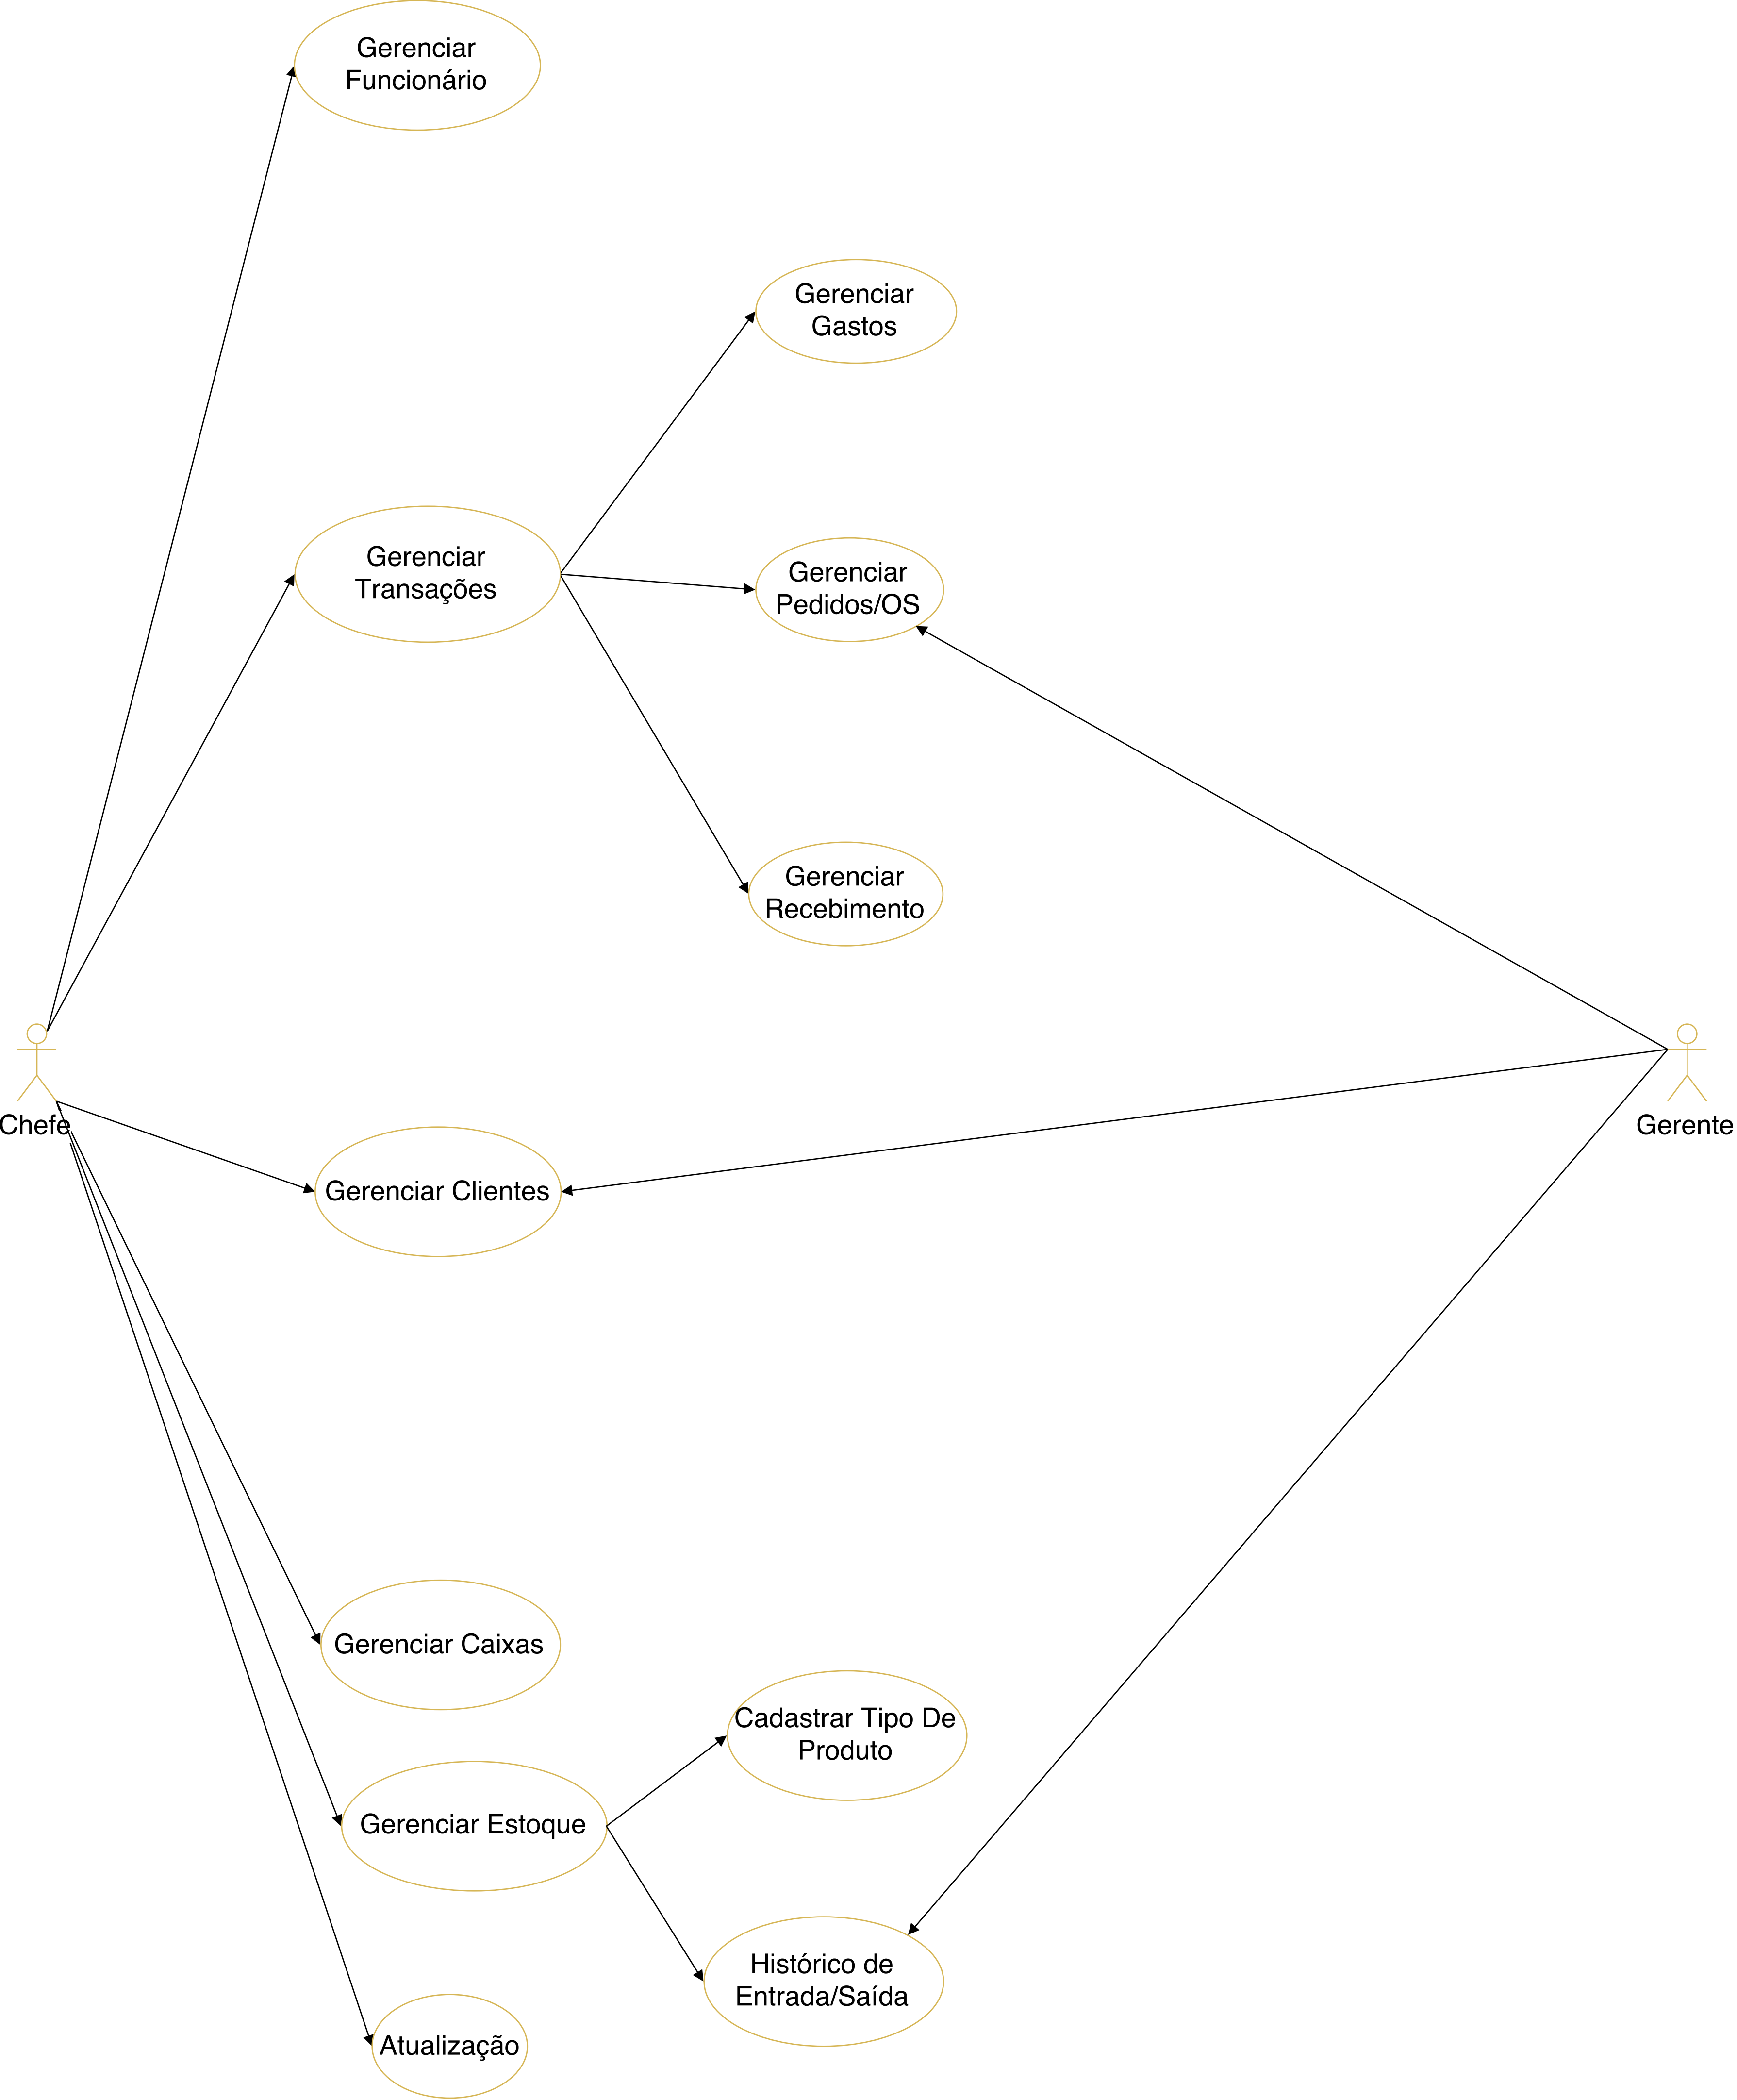 Gerenciar
Funcionário
Gerenciar
Gastos
Gerenciar
Transações
Gerenciar
Pedidos/OS
Gerenciar
Recebimento
Chefe
Gerente
Gerenciar Clientes
Gerenciar Caixas
Cadastrar Tipo De
Produto
Gerenciar Estoque
Histórico de
Entrada/Saída
Atualização